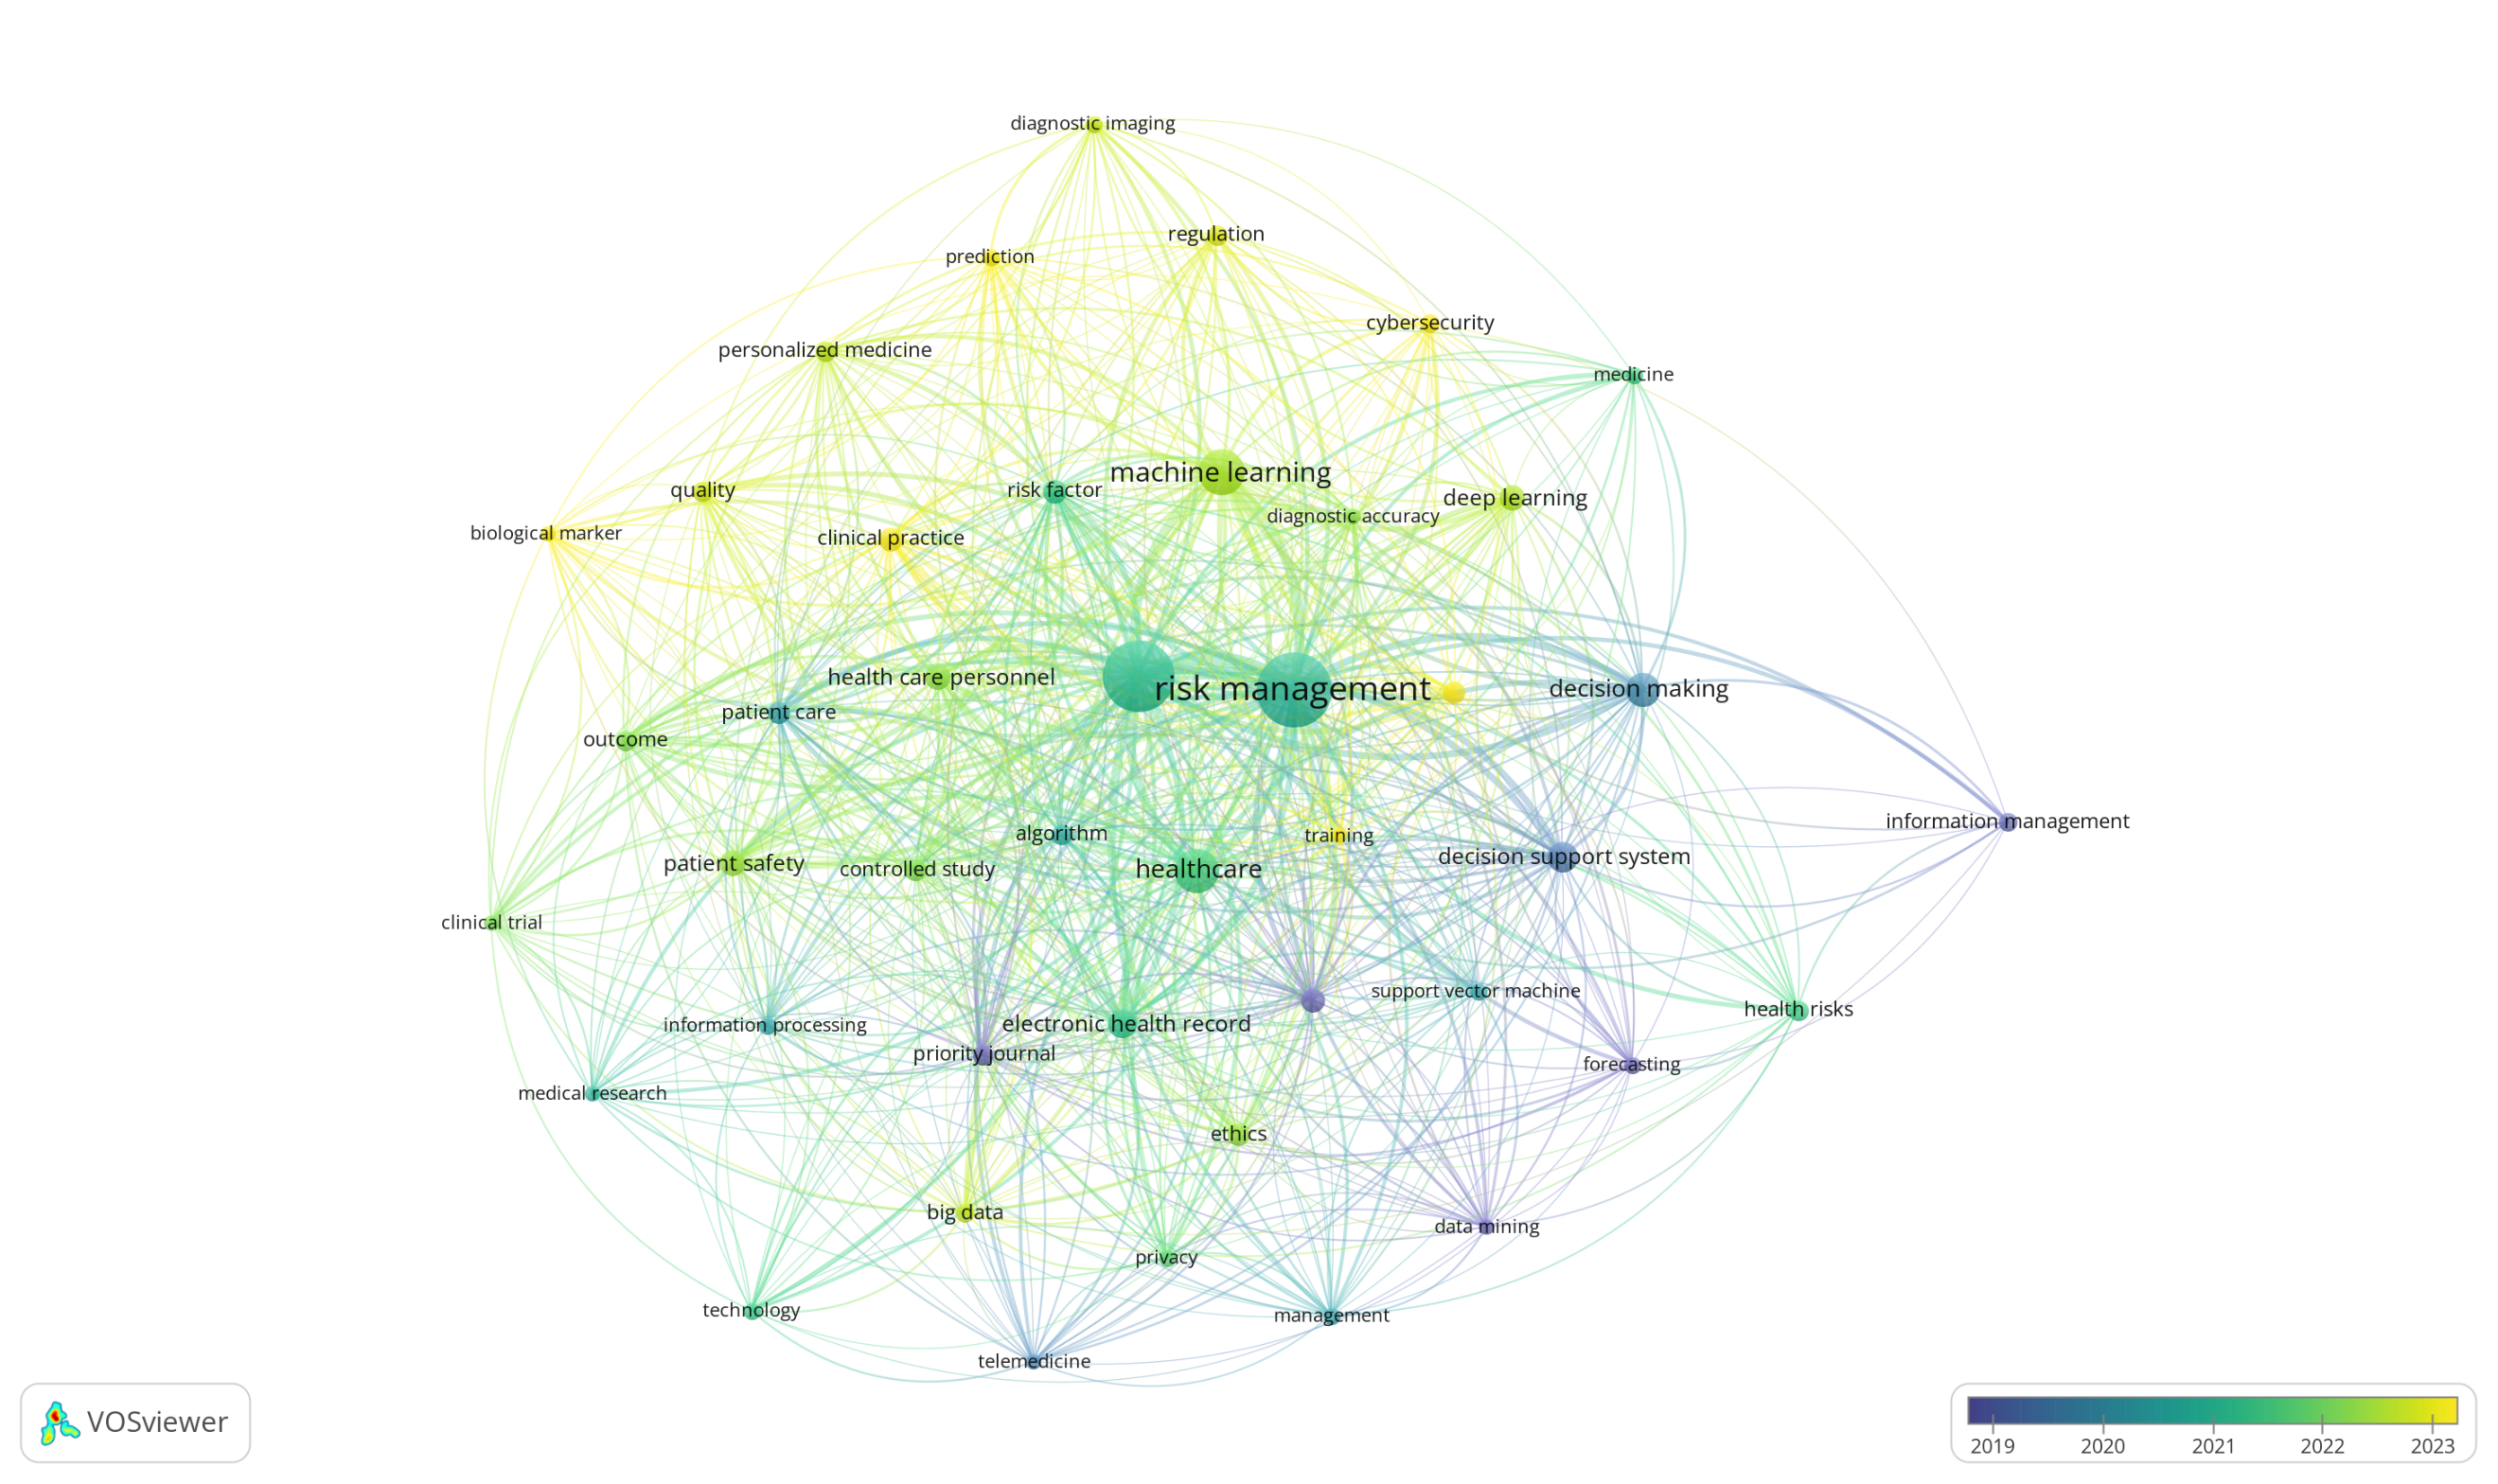 diagnostic imaging
regulation
prediction
cybersecurity
personalized medicine
medicine
machine learning
quality
risk factor
deep learning
diagnostic accuracy
biological marker
clinical practice
health care personnel
risk management
decision making
patient care
outcome
information management
algorithm
training
patient safety
controlled study
healthcare
decision support system
clinical trial
support vector machine
health risks
information processing
electronic health record
priority journal
forecasting
medical research
ethics
big data
data mining
privacy
technology
management
telemedicine
VOSviewer
2019 2020 2021 2022 2023